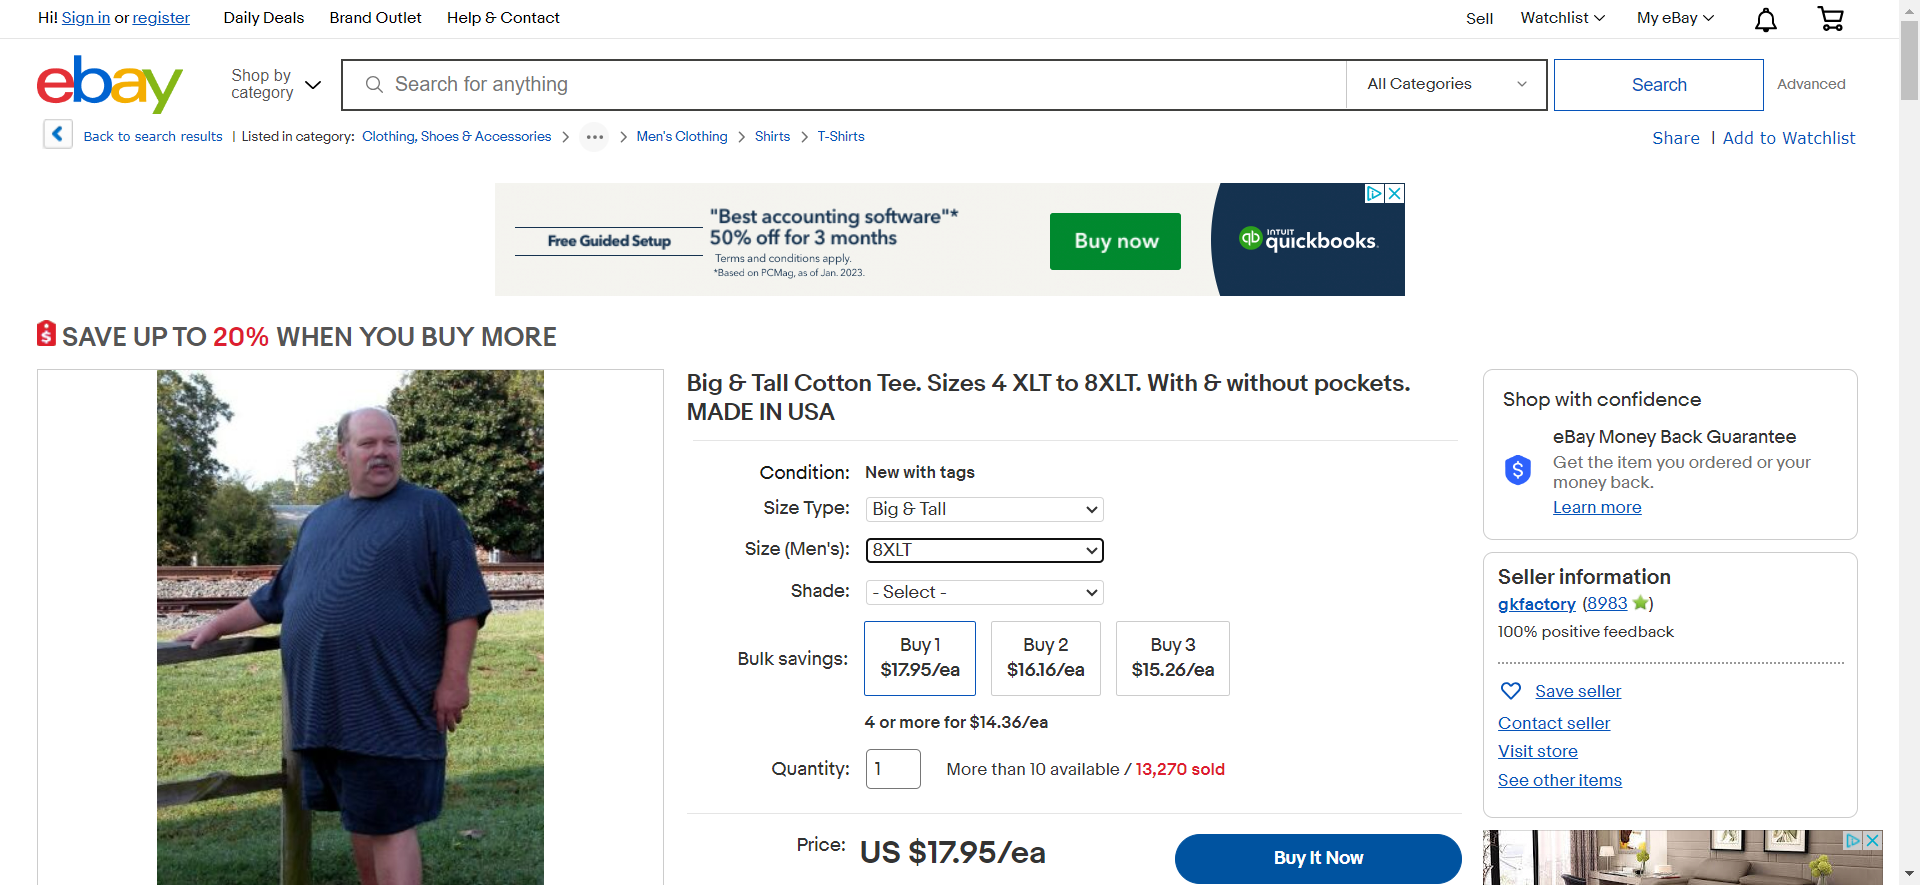 Hi! Sign in or register Daily Deals Brand Outlet Help & Contact Sell Watchlist My eBay
ebay Shop by category Search for anything All Categories Search Advanced
Back to search results | Listed in category: Clothing, Shoes & Accessories ... Men's Clothing Shirts T-Shirts Share | Add to Watchlist
Free Guided Setup
"Best accounting software"*
50% off for 3 months
Terms and conditions apply.
*Based on PCMag, as of Jan. 2023.
Buy now
qb INTUIT quickbooks.
SAVE UP TO 20% WHEN YOU BUY MORE
Big & Tall Cotton Tee. Sizes 4 XLT to 8XLT. With & without pockets.
MADE IN USA
Condition: New with tags
Size Type: Big & Tall
Size (Men's): 8XLT
Shade: - Select -
Bulk savings:
Buy 1
$17.95/ea
Buy 2
$16.16/ea
Buy 3
$15.26/ea
4 or more for $14.36/ea
Quantity: 1 More than 10 available / 13,270 sold
Price: US $17.95/ea Buy It Now
Shop with confidence
eBay Money Back Guarantee
$
Get the item you ordered or your
money back.
Learn more
Seller information
gkfactory (8983)
100% positive feedback
Save seller
Contact seller
Visit store
See other items